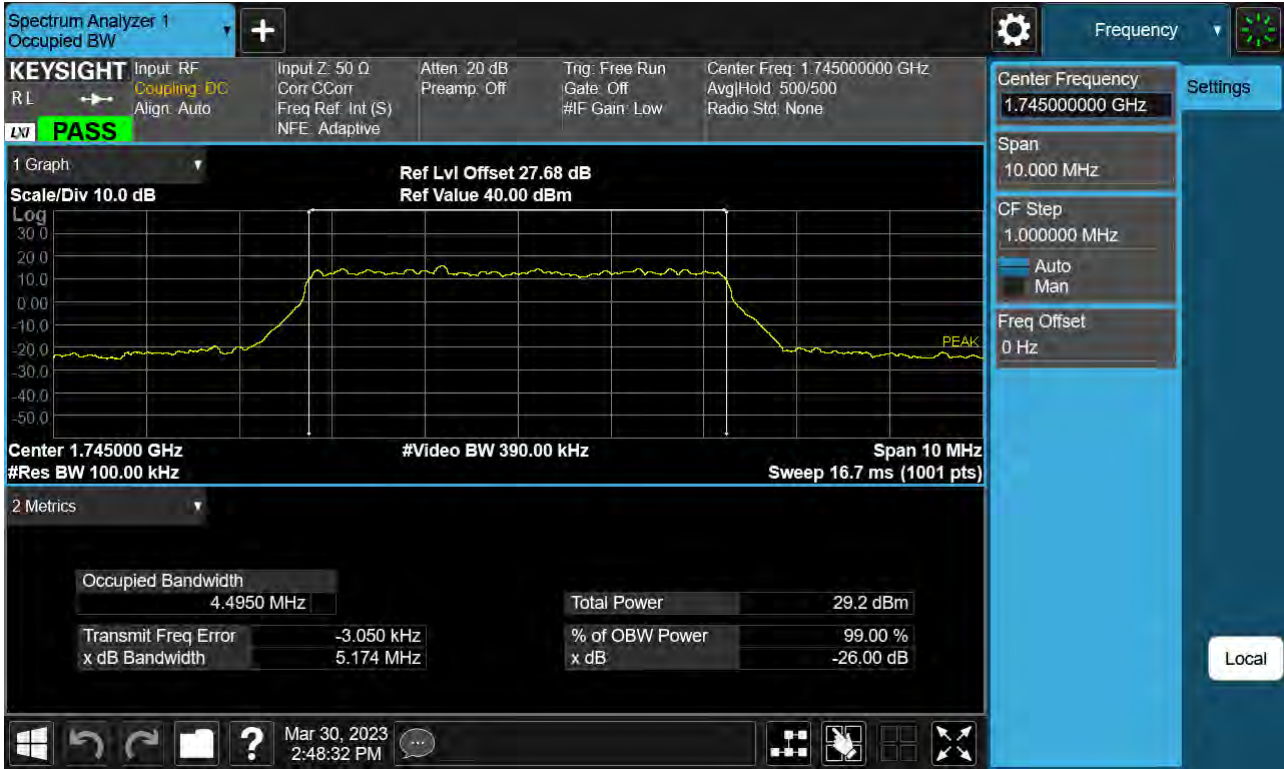 Spectrum Analyzer 1
Occupied BW
Frequency
KEYSIGHT
RL
LXI PASS
Input: RF
Coupling: DC
Align: Auto
Input Z: 50 Ω
Corr CCorr
Freq Ref: Int (S)
NFE: Adaptive
Atten: 20 dB
Preamp: Off
Trig: Free Run
Gate: Off
#IF Gain: Low
Center Freq: 1.745000000 GHz
Avg|Hold: 500/500
Radio Std: None
Center Frequency
1.745000000 GHz
Settings
Span
10.000 MHz
CF Step
1.000000 MHz
Auto
Man
Freq Offset
0 Hz
Local
1 Graph
Scale/Div 10.0 dB
Ref Lvl Offset 27.68 dB
Ref Value 40.00 dBm
Log
30.0
20.0
10.0
0.00
-10.0
-20.0
-30.0
-40.0
-50.0
PEAK
Center 1.745000 GHz
#Video BW 390.00 kHz
Span 10 MHz
#Res BW 100.00 kHz
Sweep 16.7 ms (1001 pts)
2 Metrics
Occupied Bandwidth
4.4950 MHz
Total Power 29.2 dBm
Transmit Freq Error -3.050 kHz
% of OBW Power 99.00 %
x dB Bandwidth 5.174 MHz
x dB -26.00 dB
?
Mar 30, 2023
2:48:32 PM